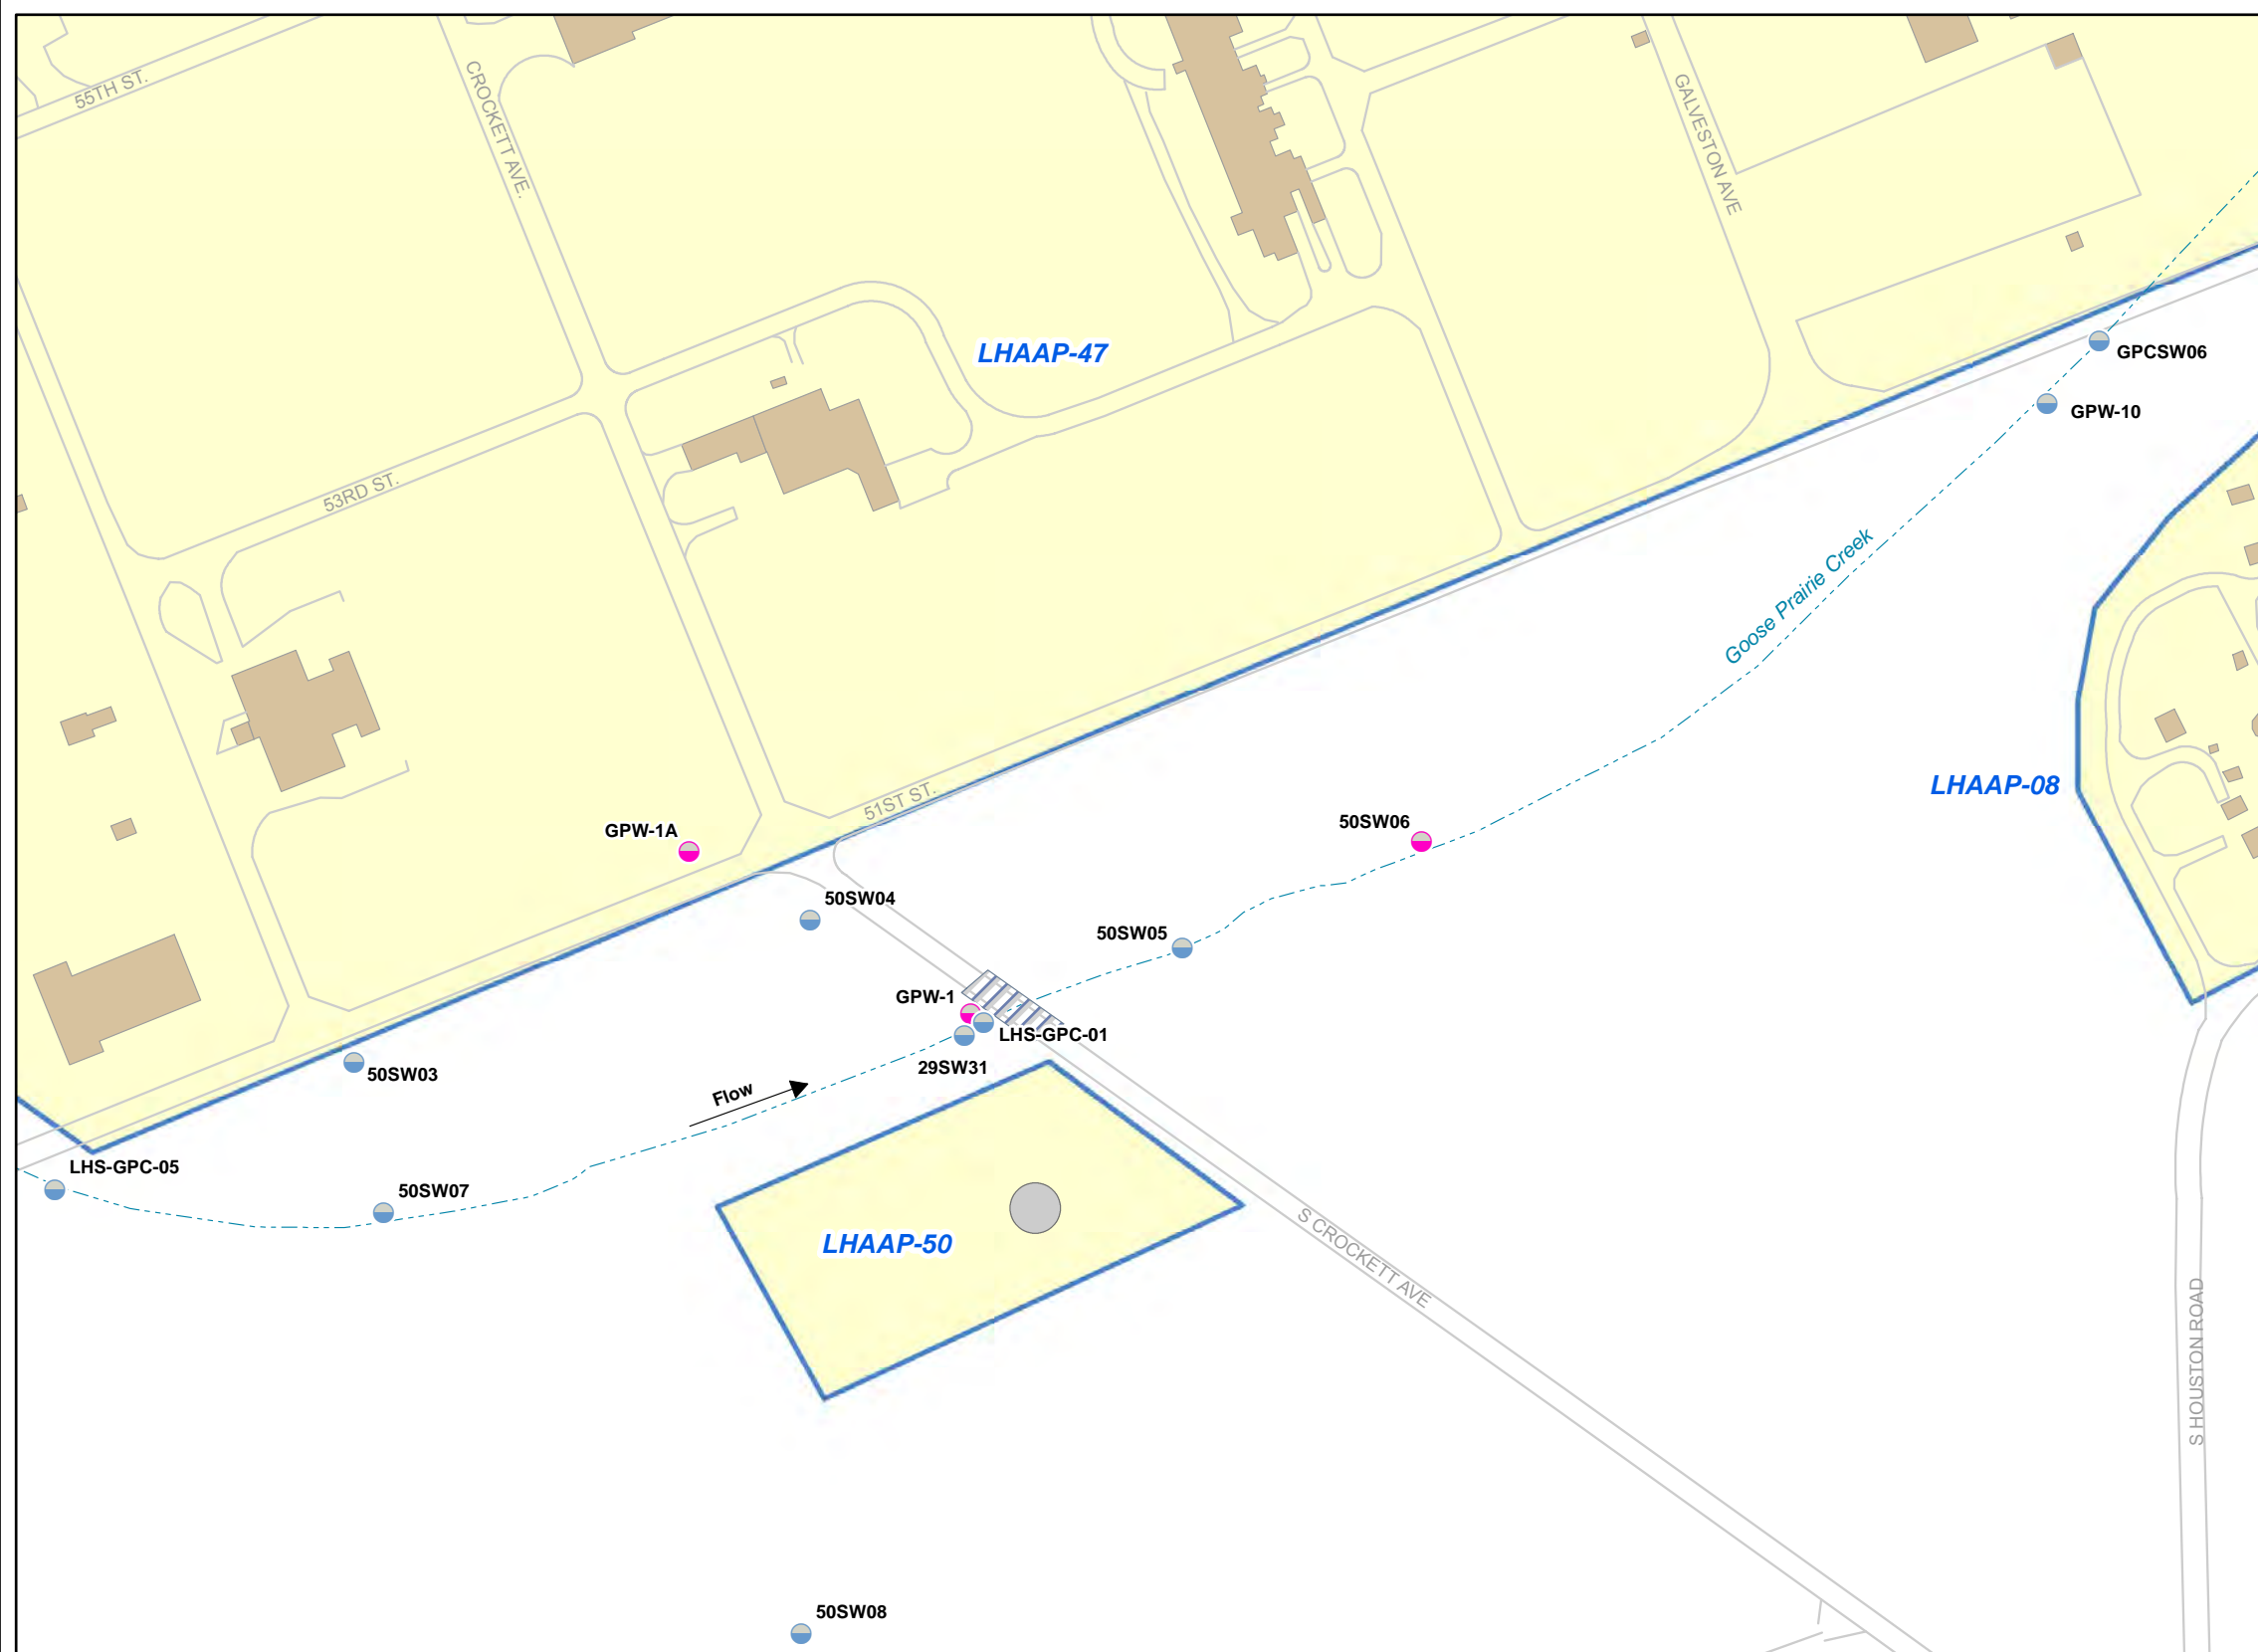 55TH ST.
CROCKETT AVE.
GALVESTON AVE
LHAAP-47
GPCSW06
GPW-10
53RD ST.
Goose Prairie Creek
LHAAP-08
51ST ST.
GPW-1A
50SW06
50SW04
50SW05
GPW-1
LHS-GPC-01
29SW31
50SW03
Flow
LHS-GPC-05
50SW07
LHAAP-50
S CROCKETT AVE
S HOUSTON ROAD
50SW08